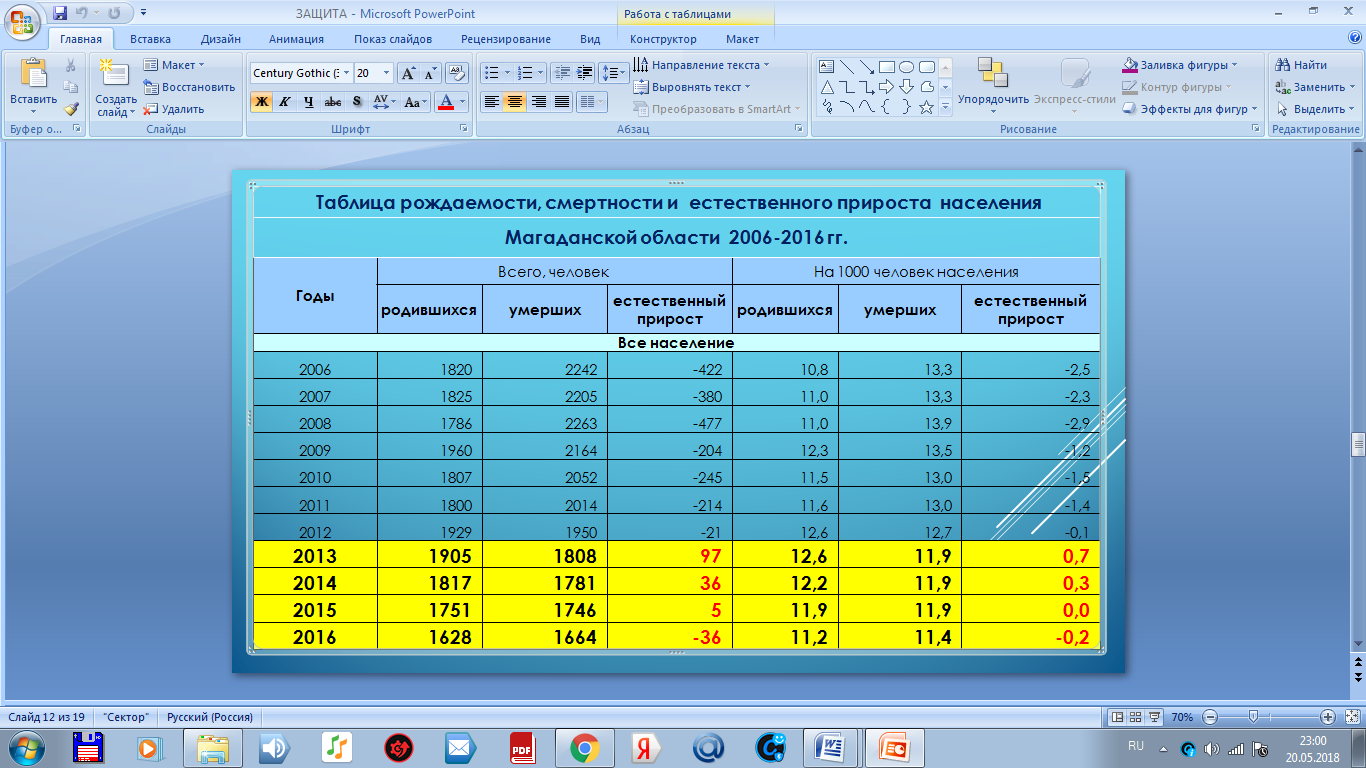 ЗАЩИТА - Microsoft PowerPoint
Работа с таблицами
Главная Вставка Дизайн Анимация Показ слайдов Рецензирование Вид Конструктор Макет
Вставить
Буфер о...
Создать слайд
Макет
Восстановить
Удалить
Слайды
Century Gothic (З 20
Ж К Ч abc S AV Aa A
Шрифт
Направление текста
Выровнять текст
Преобразовать в SmartArt
Абзац
Упорядочить
Экспресс-стили
Заливка фигуры
Контур фигуры
Эффекты для фигур
Рисование
Найти
Заменить
Выделить
Редактирование
Таблица рождаемости, смертности и естественного прироста населения
Магаданской области 2006-2016 гг.
Годы
Всего, человек На 1000 человек населения
родившихся умерших естественный прирост родившихся умерших естественный прирост
Все население
2006 1820 2242 -422 10,8 13,3 -2,5
2007 1825 2205 -380 11,0 13,3 -2,3
2008 1786 2263 -477 11,0 13,9 -2,9
2009 1960 2164 -204 12,3 13,5 -1,2
2010 1807 2052 -245 11,5 13,0 -1,5
2011 1800 2014 -214 11,6 13,0 -1,4
2012 1929 1950 -21 12,6 12,7 -0,1
2013 1905 1808 97 12,6 11,9 0,7
2014 1817 1781 36 12,2 11,9 0,3
2015 1751 1746 5 11,9 11,9 0,0
2016 1628 1664 -36 11,2 11,4 -0,2
Слайд 12 из 19 "Сектор" Русский (Россия) 70%
PDF Я RU 23:00
20.05.2018